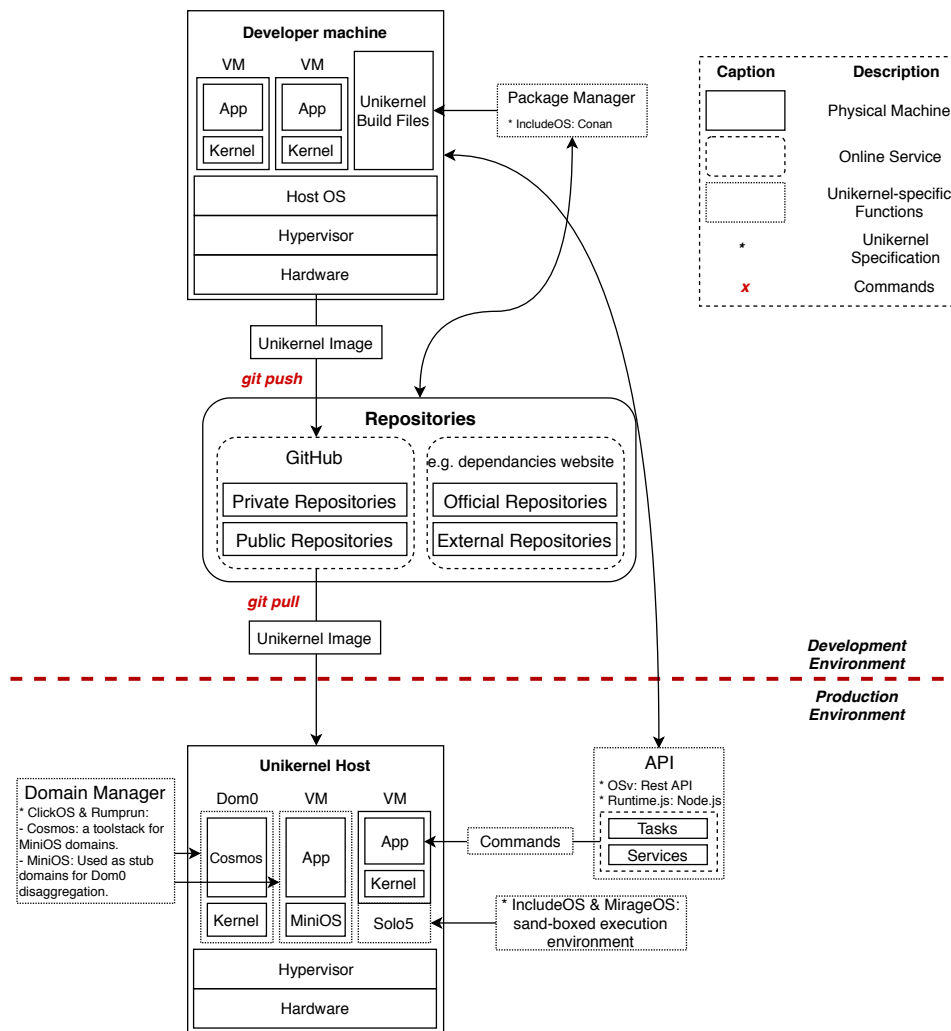 Developer machine
VM
VM
App
App
Kernel
Kernel
Unikernel
Build Files
Host OS
Hypervisor
Hardware
Package Manager
* IncludeOS: Conan
Caption
Description
Physical Machine
Online Service
Unikernel-specific
Functions
*
Unikernel
Specification
x
Commands
Unikernel Image
git push
Repositories
GitHub
Private Repositories
Public Repositories
e.g. dependancies website
Official Repositories
External Repositories
git pull
Unikernel Image
Development
Environment
Production
Environment
Unikernel Host
Dom0
VM
VM
Cosmos
Kernel
App
MiniOS
App
Kernel
Solo5
Hypervisor
Hardware
Domain Manager
* ClickOS & Rumprun:
- Cosmos: a toolstack for
MiniOS domains.
- MiniOS: Used as stub
domains for Dom0
disaggregation.
Commands
API
* OSv: Rest API
* Runtime.js: Node.js
Tasks
Services
* IncludeOS & MirageOS:
sand-boxed execution
environment